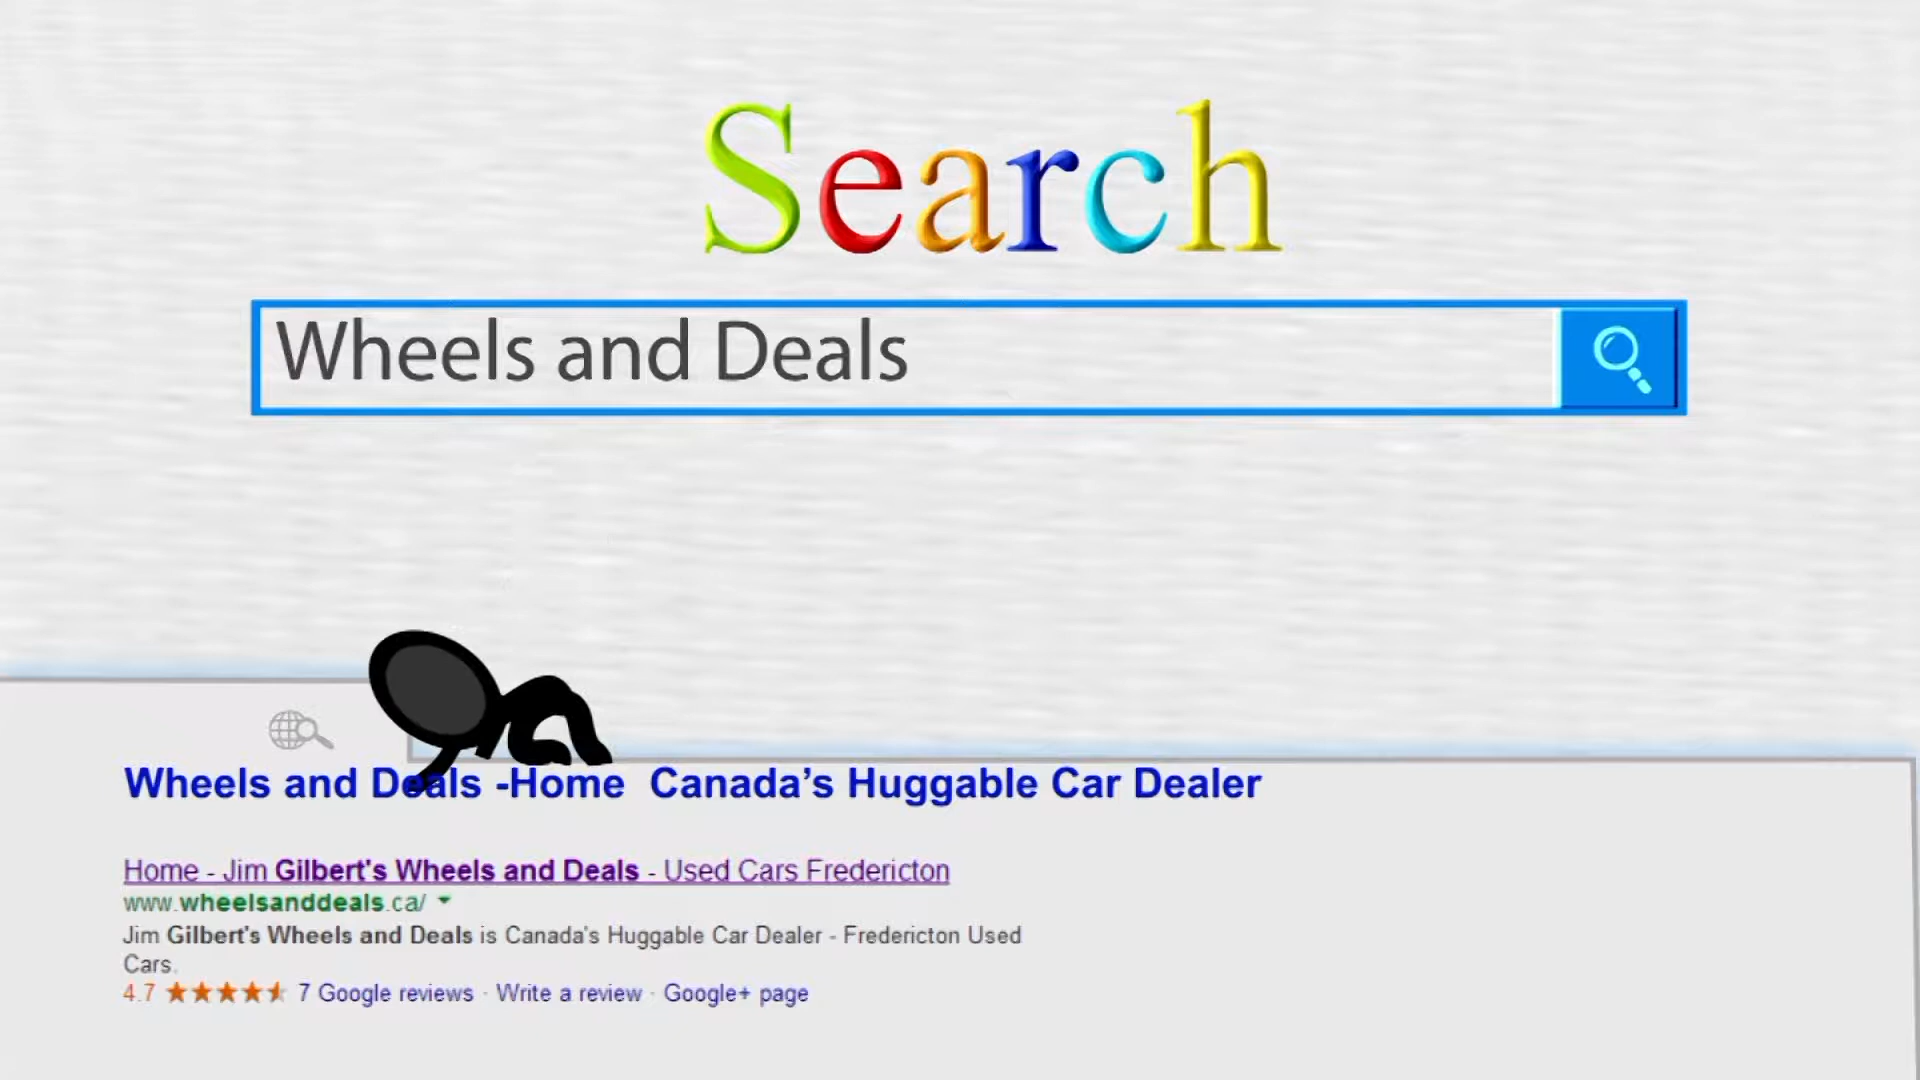 Search
Wheels and Deals
Wheels and Deals -Home Canada’s Huggable Car Dealer
Home - Jim Gilbert's Wheels and Deals - Used Cars Fredericton
www.wheelsanddeals.ca/
Jim Gilbert's Wheels and Deals is Canada's Huggable Car Dealer - Fredericton Used
Cars.
4.7 ★★★★★ 7 Google reviews · Write a review · Google+ page